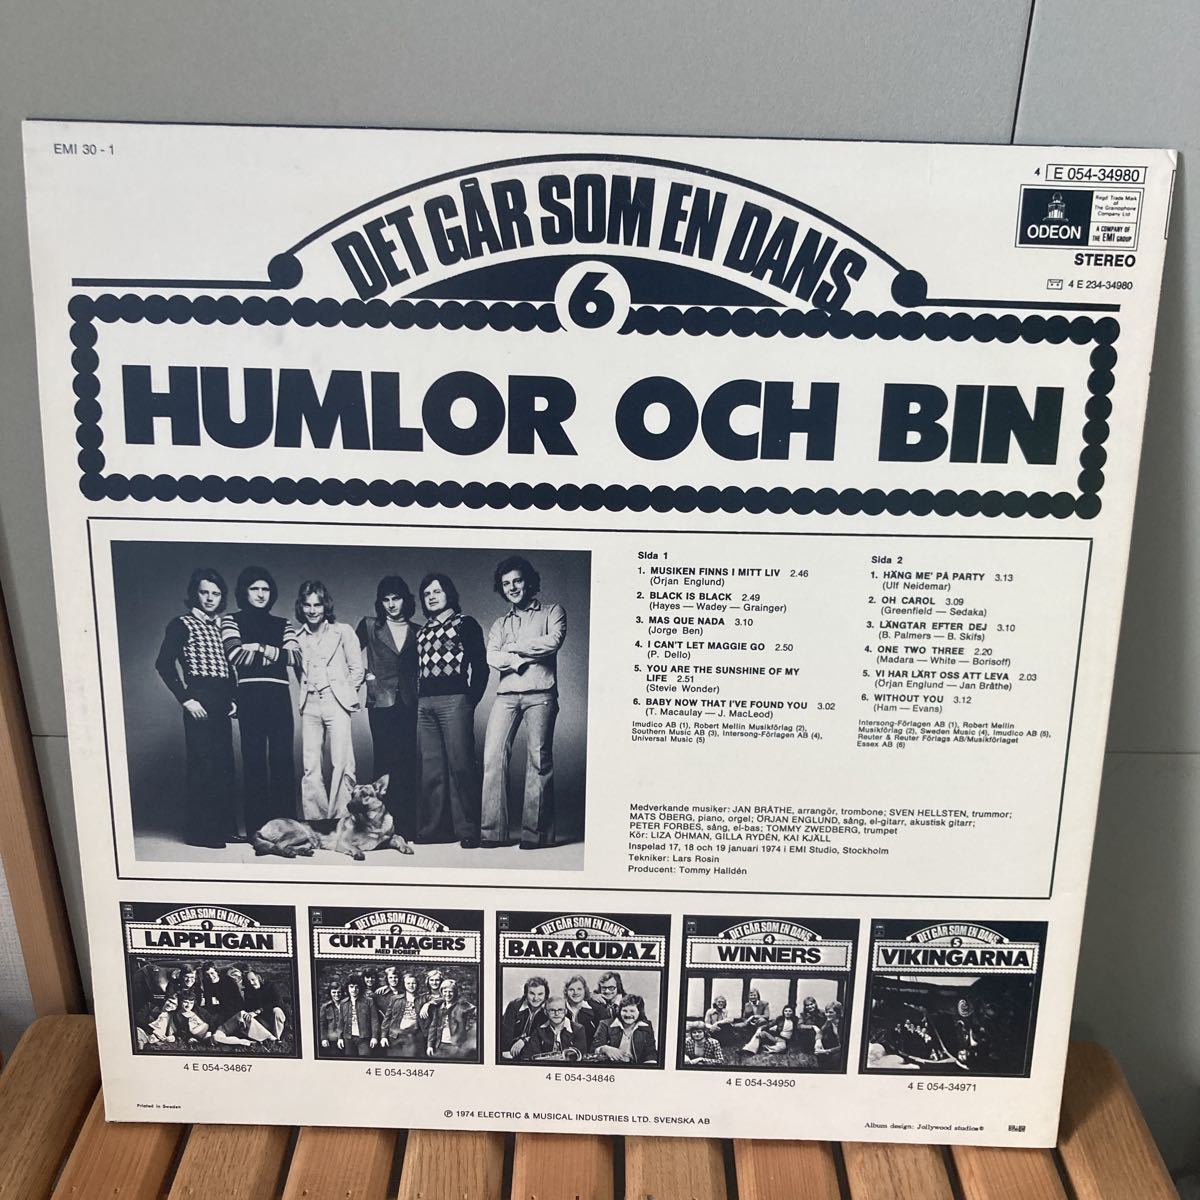 EMI 30 - 1
4 E 054-34980
ODEON
Regd Trade Mark
of
The Gramophone
Company Ltd
A COMPANY OF
THE EMI GROUP
STEREO
4 E 234-34980
DET GÅR SOM EN DANS
6
HUMLOR OCH BIN
Sida 1
1. MUSIKEN FINNS I MITT LIV 2.46
(Örjan Englund)
2. BLACK IS BLACK 2.49
(Hayes — Wadey — Grainger)
3. MAS QUE NADA 3.10
(Jorge Ben)
4. I CAN'T LET MAGGIE GO 2.50
(P. Dello)
5. YOU ARE THE SUNSHINE OF MY
LIFE 2.51
(Stevie Wonder)
6. BABY NOW THAT I'VE FOUND YOU 3.02
(T. Macaulay — J. MacLeod)
Imudico AB (1), Robert Mellin Musikförlag (2),
Southern Music AB (3), Intersong-Förlagen AB (4),
Universal Music (5)
Sida 2
1. HÄNG ME' PÅ PARTY 3.13
(Ulf Neidemar)
2. OH CAROL 3.09
(Greenfield — Sedaka)
3. LÄNGTAR EFTER DEJ 3.10
(B. Palmers — B. Skifs)
4. ONE TWO THREE 2.20
(Madara — White — Borisoff)
5. VI HAR LÄRT OSS ATT LEVA 2.03
(Örjan Englund — Jan Bråthe)
6. WITHOUT YOU 3.12
(Ham — Evans)
Intersong-Förlagen AB (1), Robert Mellin
Musikförlag (2), Sweden Music (4), Imudico AB (5),
Reuter & Reuter Förlags AB/Musikförlaget
Essex AB (6)
Medverkande musiker: JAN BRÅTHE, arrangör, trombone; SVEN HELLSTEN, trummor;
MATS ÖBERG, piano, orgel; ÖRJAN ENGLUND, sång, el-gitarr, akustisk gitarr;
PETER FORBES, sång, el-bas; TOMMY ZWEDBERG, trumpet
Kör: LIZA ÖHMAN, GILLA RYDÉN, KAI KJÄLL
Inspelad 17, 18 och 19 januari 1974 i EMI Studio, Stockholm
Tekniker: Lars Rosin
Producent: Tommy Halldén
DET GÅR SOM EN DANS
1
LAPPLIGAN
4 E 054-34867
DET GÅR SOM EN DANS
2
CURT HAAGERS
MED ROBERT
4 E 054-34847
DET GÅR SOM EN DANS
3
BARACUDAZ
4 E 054-34846
DET GÅR SOM EN DANS
4
WINNERS
4 E 054-34950
DET GÅR SOM EN DANS
5
VIKINGARNA
4 E 054-34971
Printed in Sweden
℗ 1974 ELECTRIC & MUSICAL INDUSTRIES LTD. SVENSKA AB
Album design: Jollywood studios®